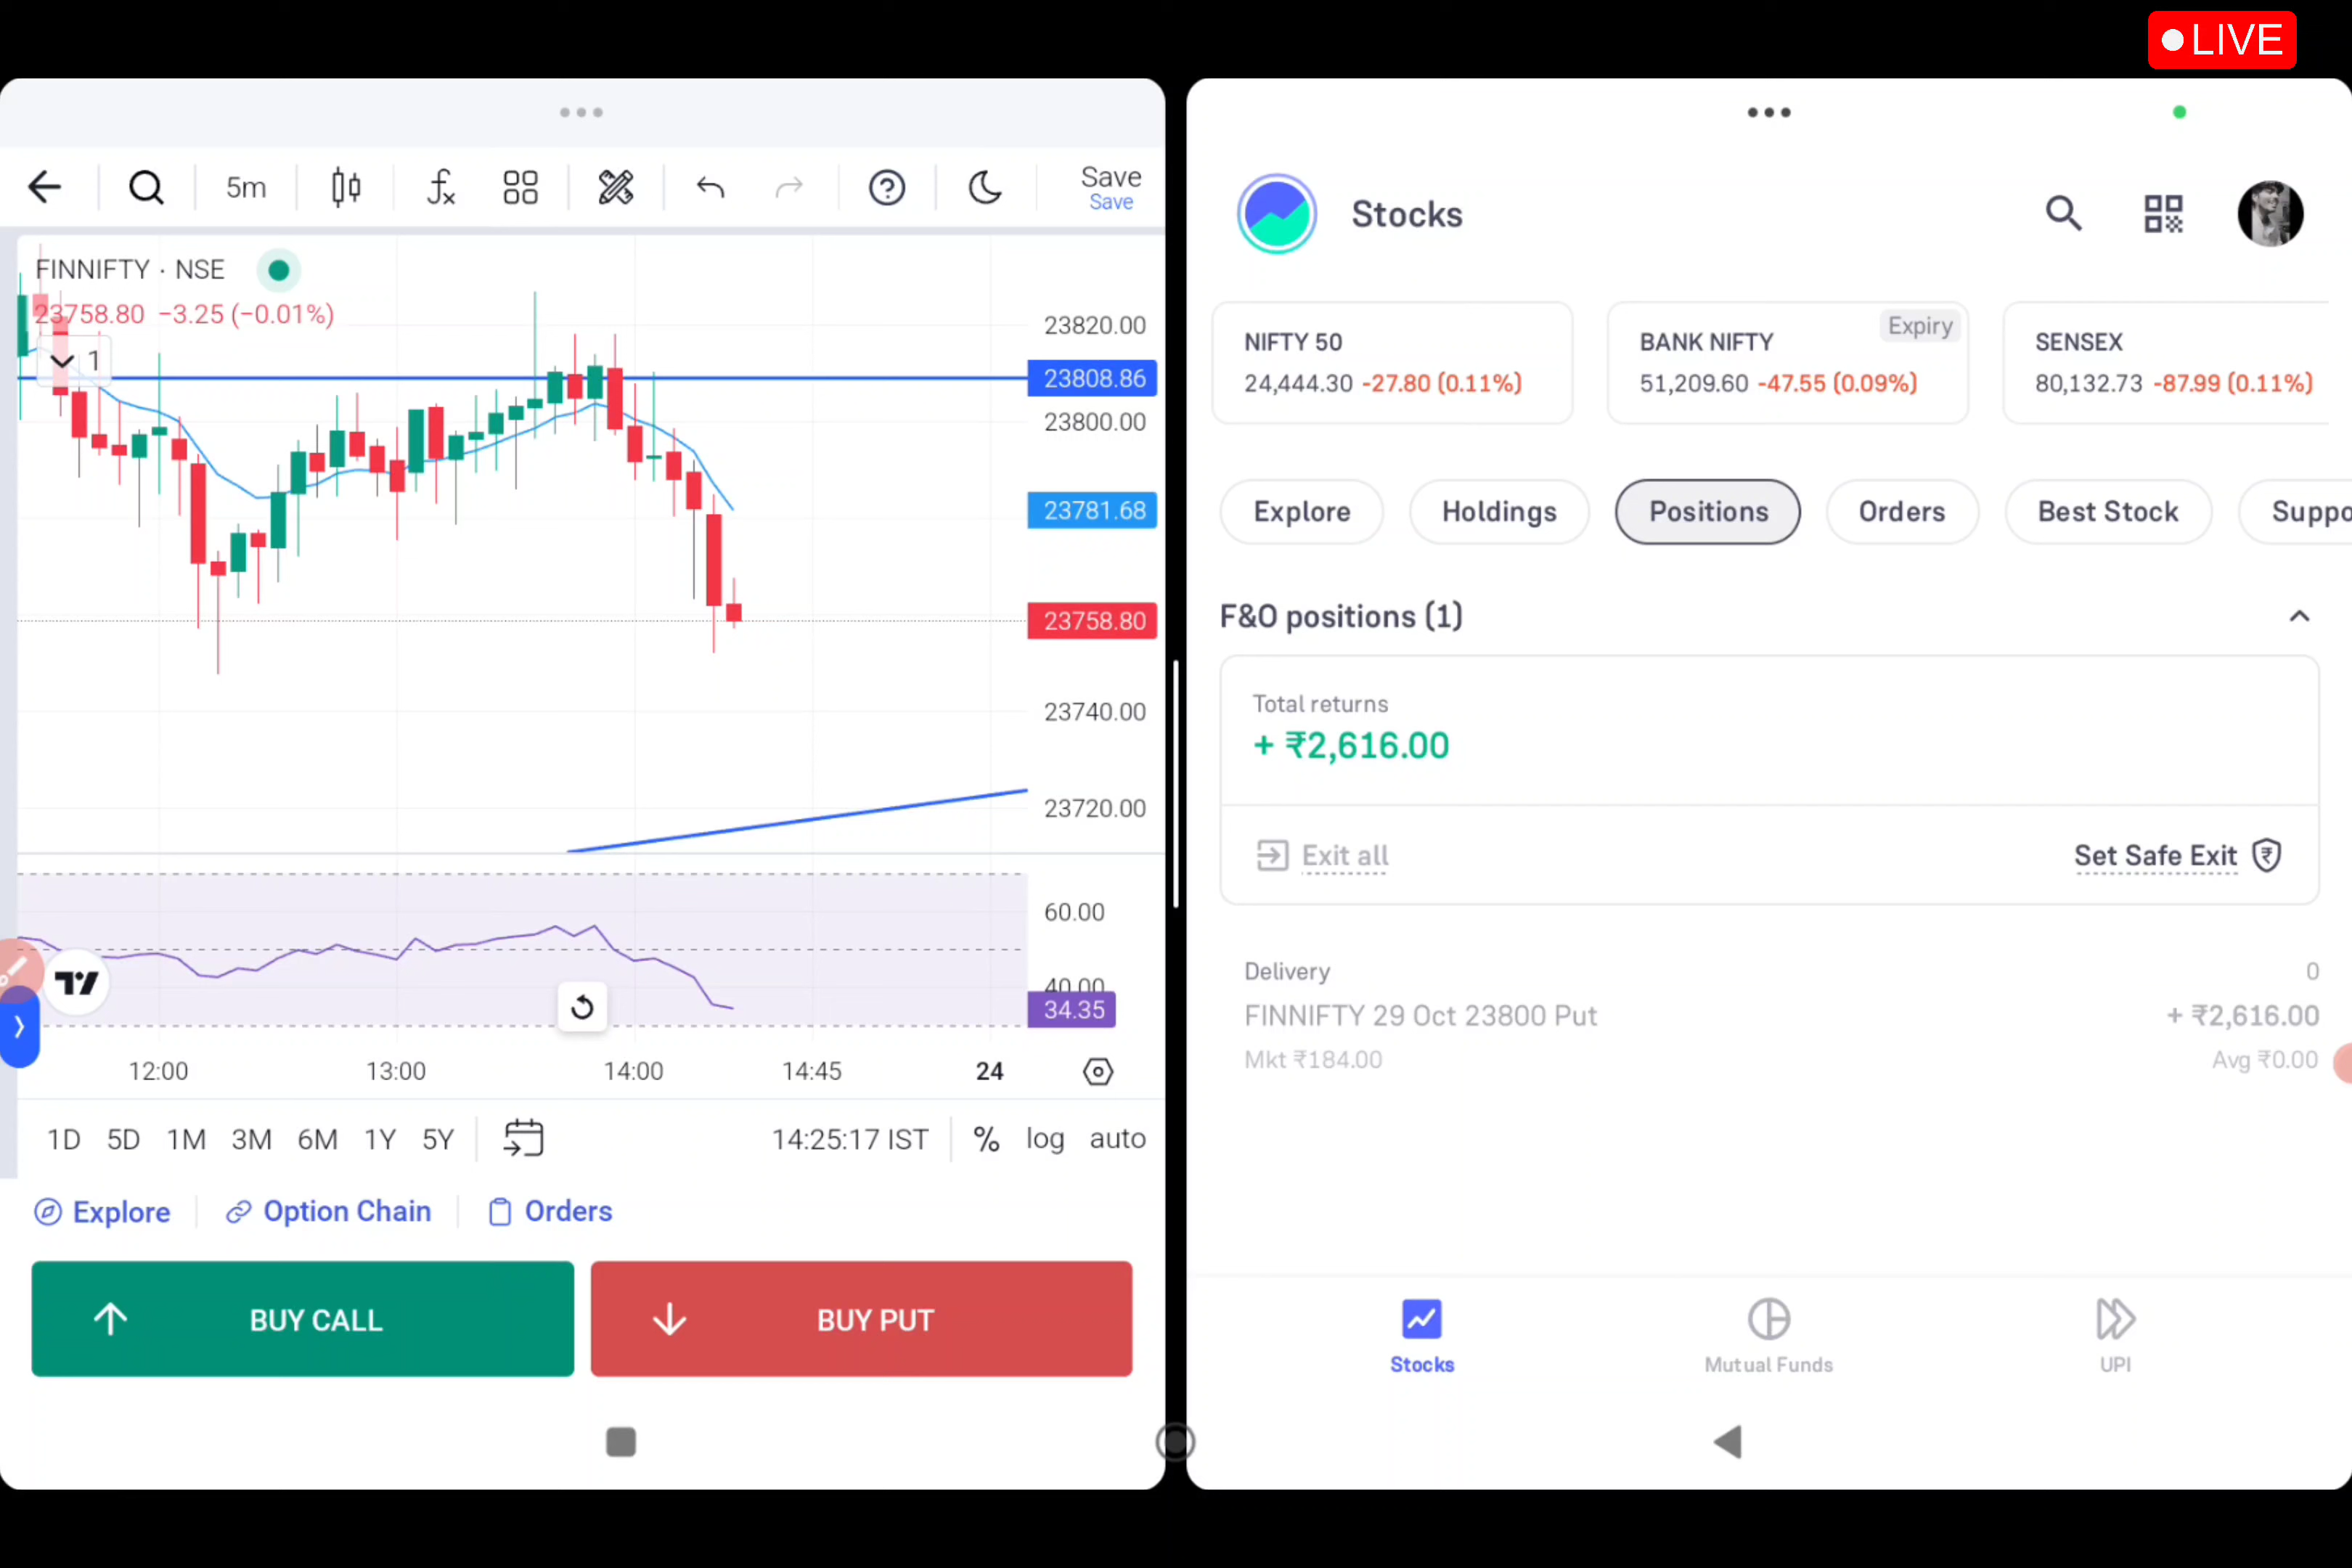 LIVE
5m
Save
Save
FINNIFTY · NSE
23758.80 −3.25 (−0.01%)
1
23820.00
23808.86
23800.00
23781.68
23758.80
23740.00
23720.00
60.00
40.00
34.35
12:00 13:00 14:00 14:45 24
1D 5D 1M 3M 6M 1Y 5Y 14:25:17 IST % log auto
Explore Option Chain Orders
BUY CALL BUY PUT
Stocks
NIFTY 50
24,444.30 -27.80 (0.11%)
BANK NIFTY Expiry
51,209.60 -47.55 (0.09%)
SENSEX
80,132.73 -87.99 (0.11%)
Explore Holdings Positions Orders Best Stock Suppo
F&O positions (1)
Total returns
+ ₹2,616.00
Exit all Set Safe Exit
Delivery 0
FINNIFTY 29 Oct 23800 Put + ₹2,616.00
Mkt ₹184.00 Avg ₹0.00
Stocks Mutual Funds UPI